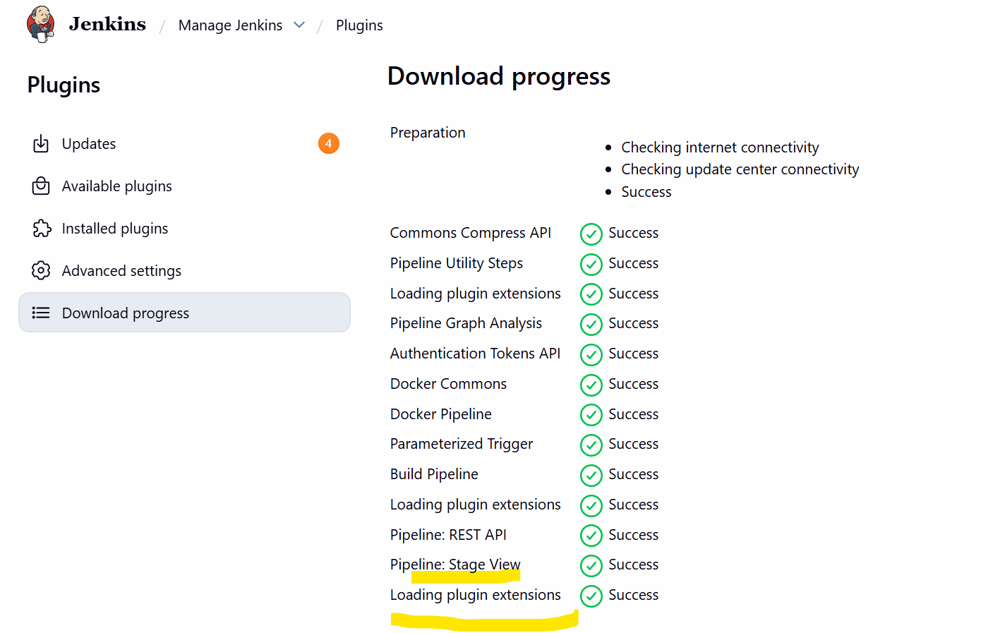 Jenkins / Manage Jenkins / Plugins
Plugins
Updates 4
Available plugins
Installed plugins
Advanced settings
Download progress
Download progress
Preparation
Checking internet connectivity
Checking update center connectivity
Success
Commons Compress API Success
Pipeline Utility Steps Success
Loading plugin extensions Success
Pipeline Graph Analysis Success
Authentication Tokens API Success
Docker Commons Success
Docker Pipeline Success
Parameterized Trigger Success
Build Pipeline Success
Loading plugin extensions Success
Pipeline: REST API Success
Pipeline: Stage View Success
Loading plugin extensions Success